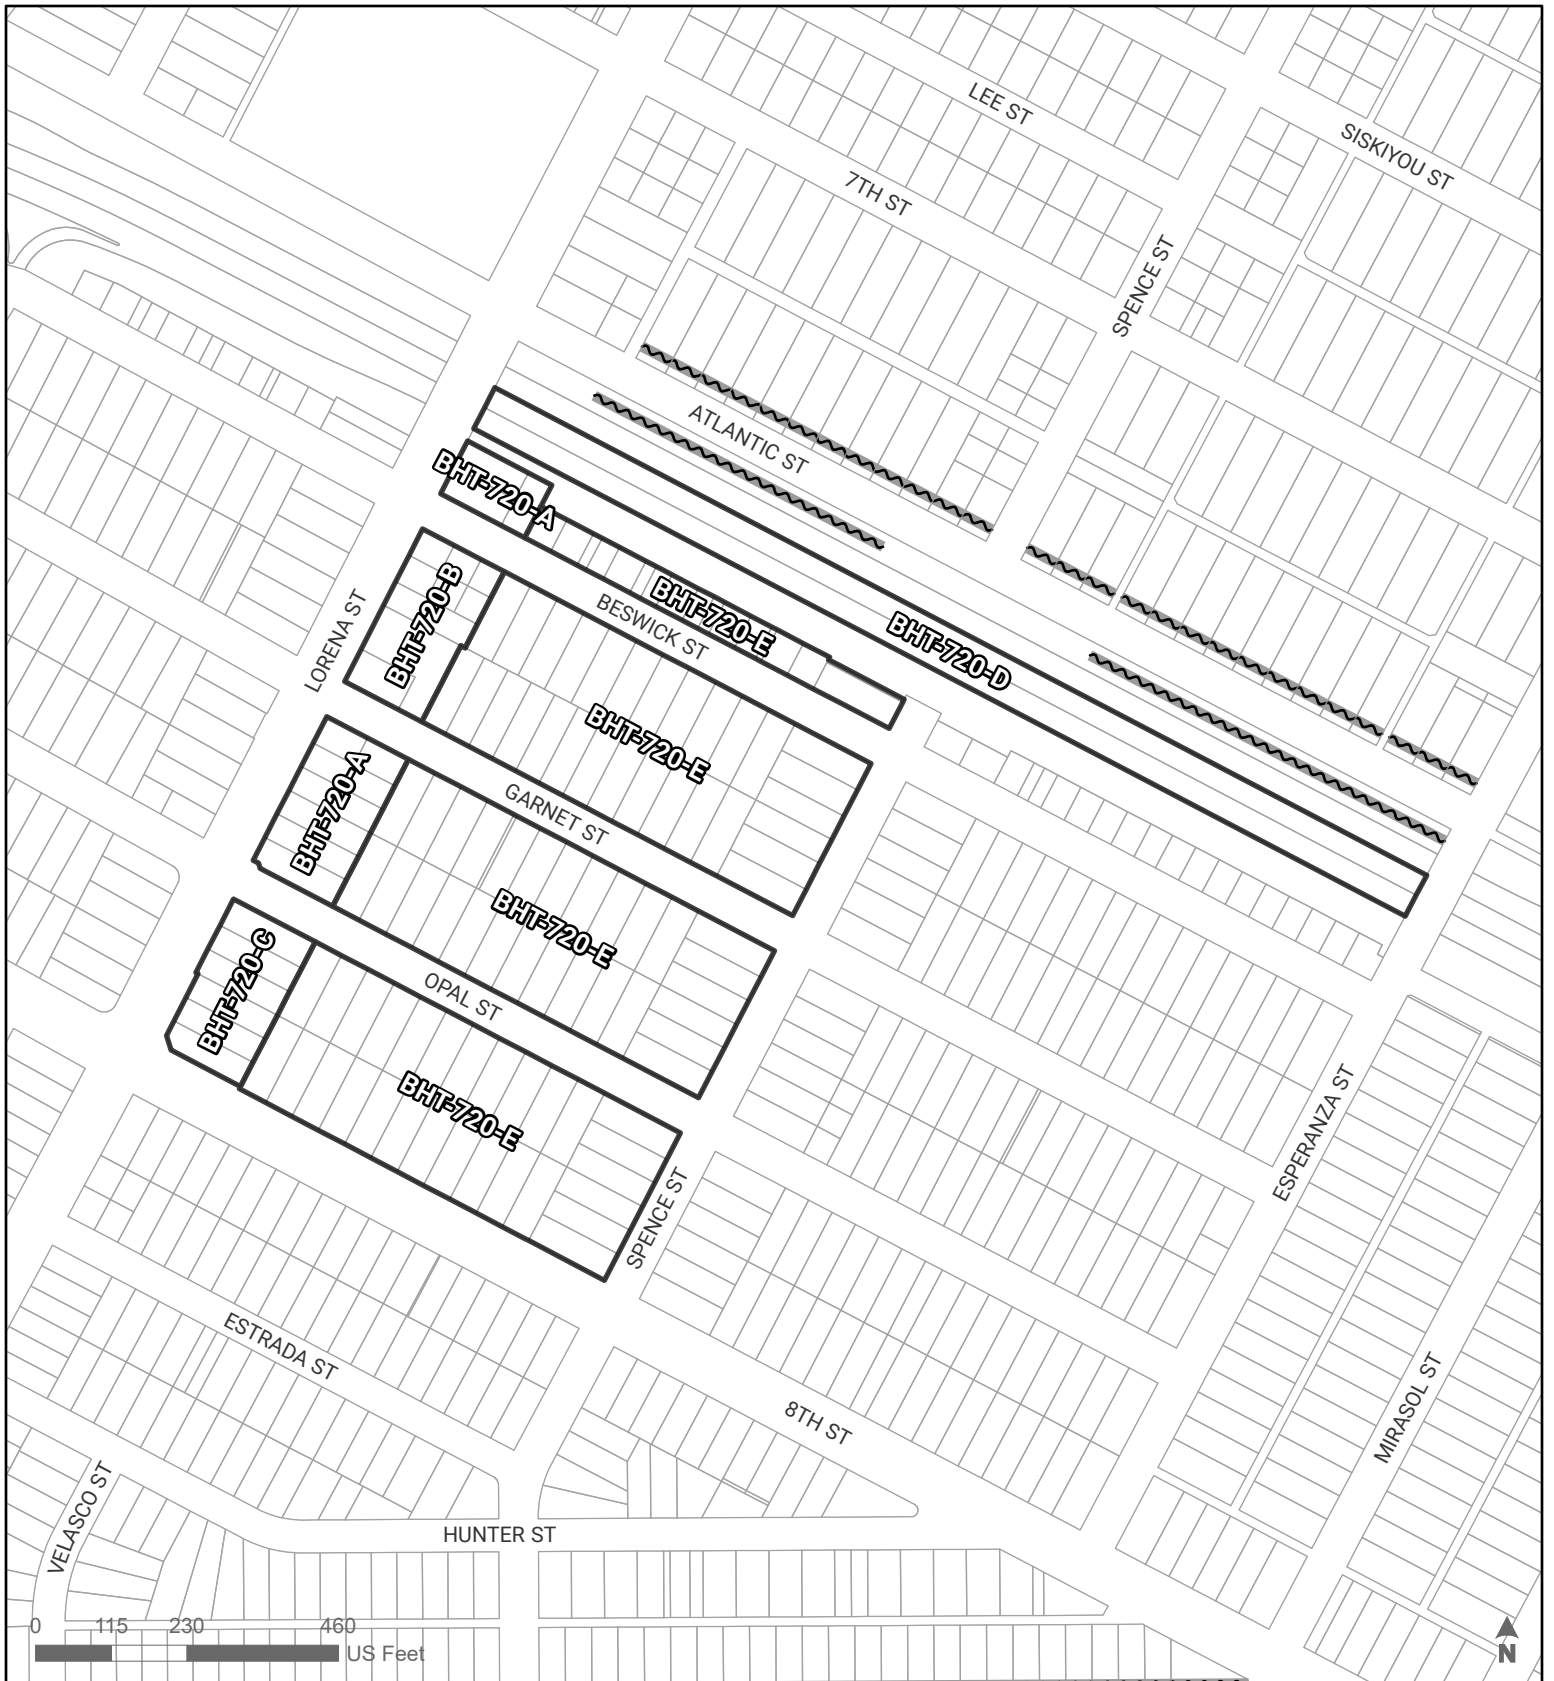 LEE ST
SISKIYOU ST
7TH ST
SPENCE ST
ATLANTIC ST
BHT-720-A
BHT-720-B
BHT-720-E
BESWICK ST
BHT-720-D
LORENA ST
BHT-720-E
BHT-720-A
GARNET ST
BHT-720-E
BHT-720-C
OPAL ST
BHT-720-E
SPENCE ST
ESPERANZA ST
ESTRADA ST
8TH ST
MIRASOL ST
VELASCO ST
HUNTER ST
0 115 230 460
US Feet
N